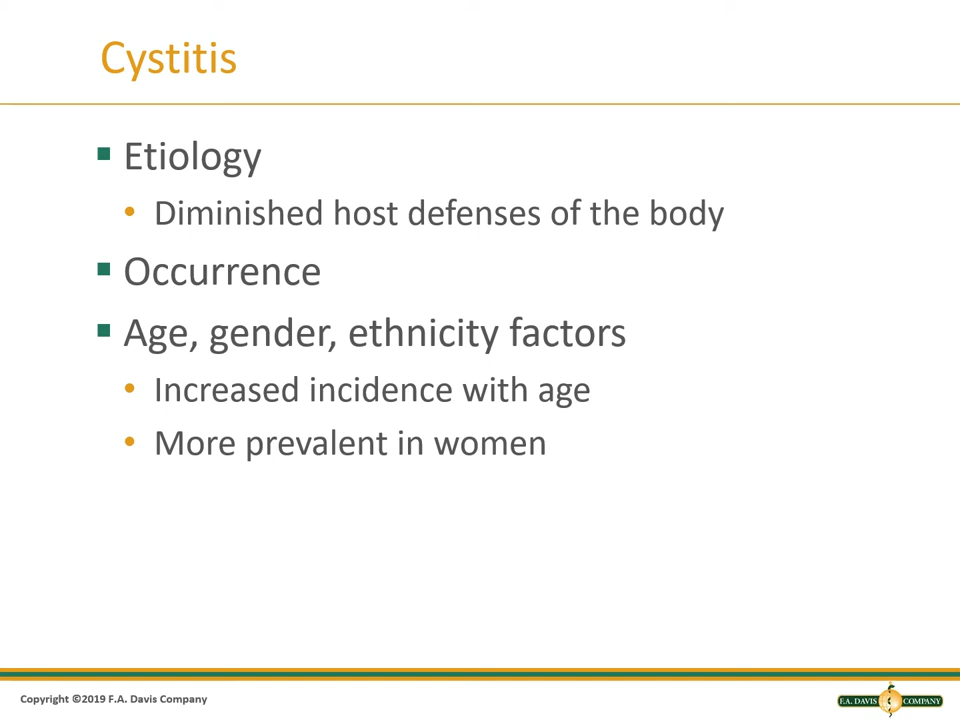 Cystitis
Etiology
Diminished host defenses of the body
Occurrence
Age, gender, ethnicity factors
Increased incidence with age
More prevalent in women
Copyright ©2019 F.A. Davis Company
F.A. DAVIS COMPANY